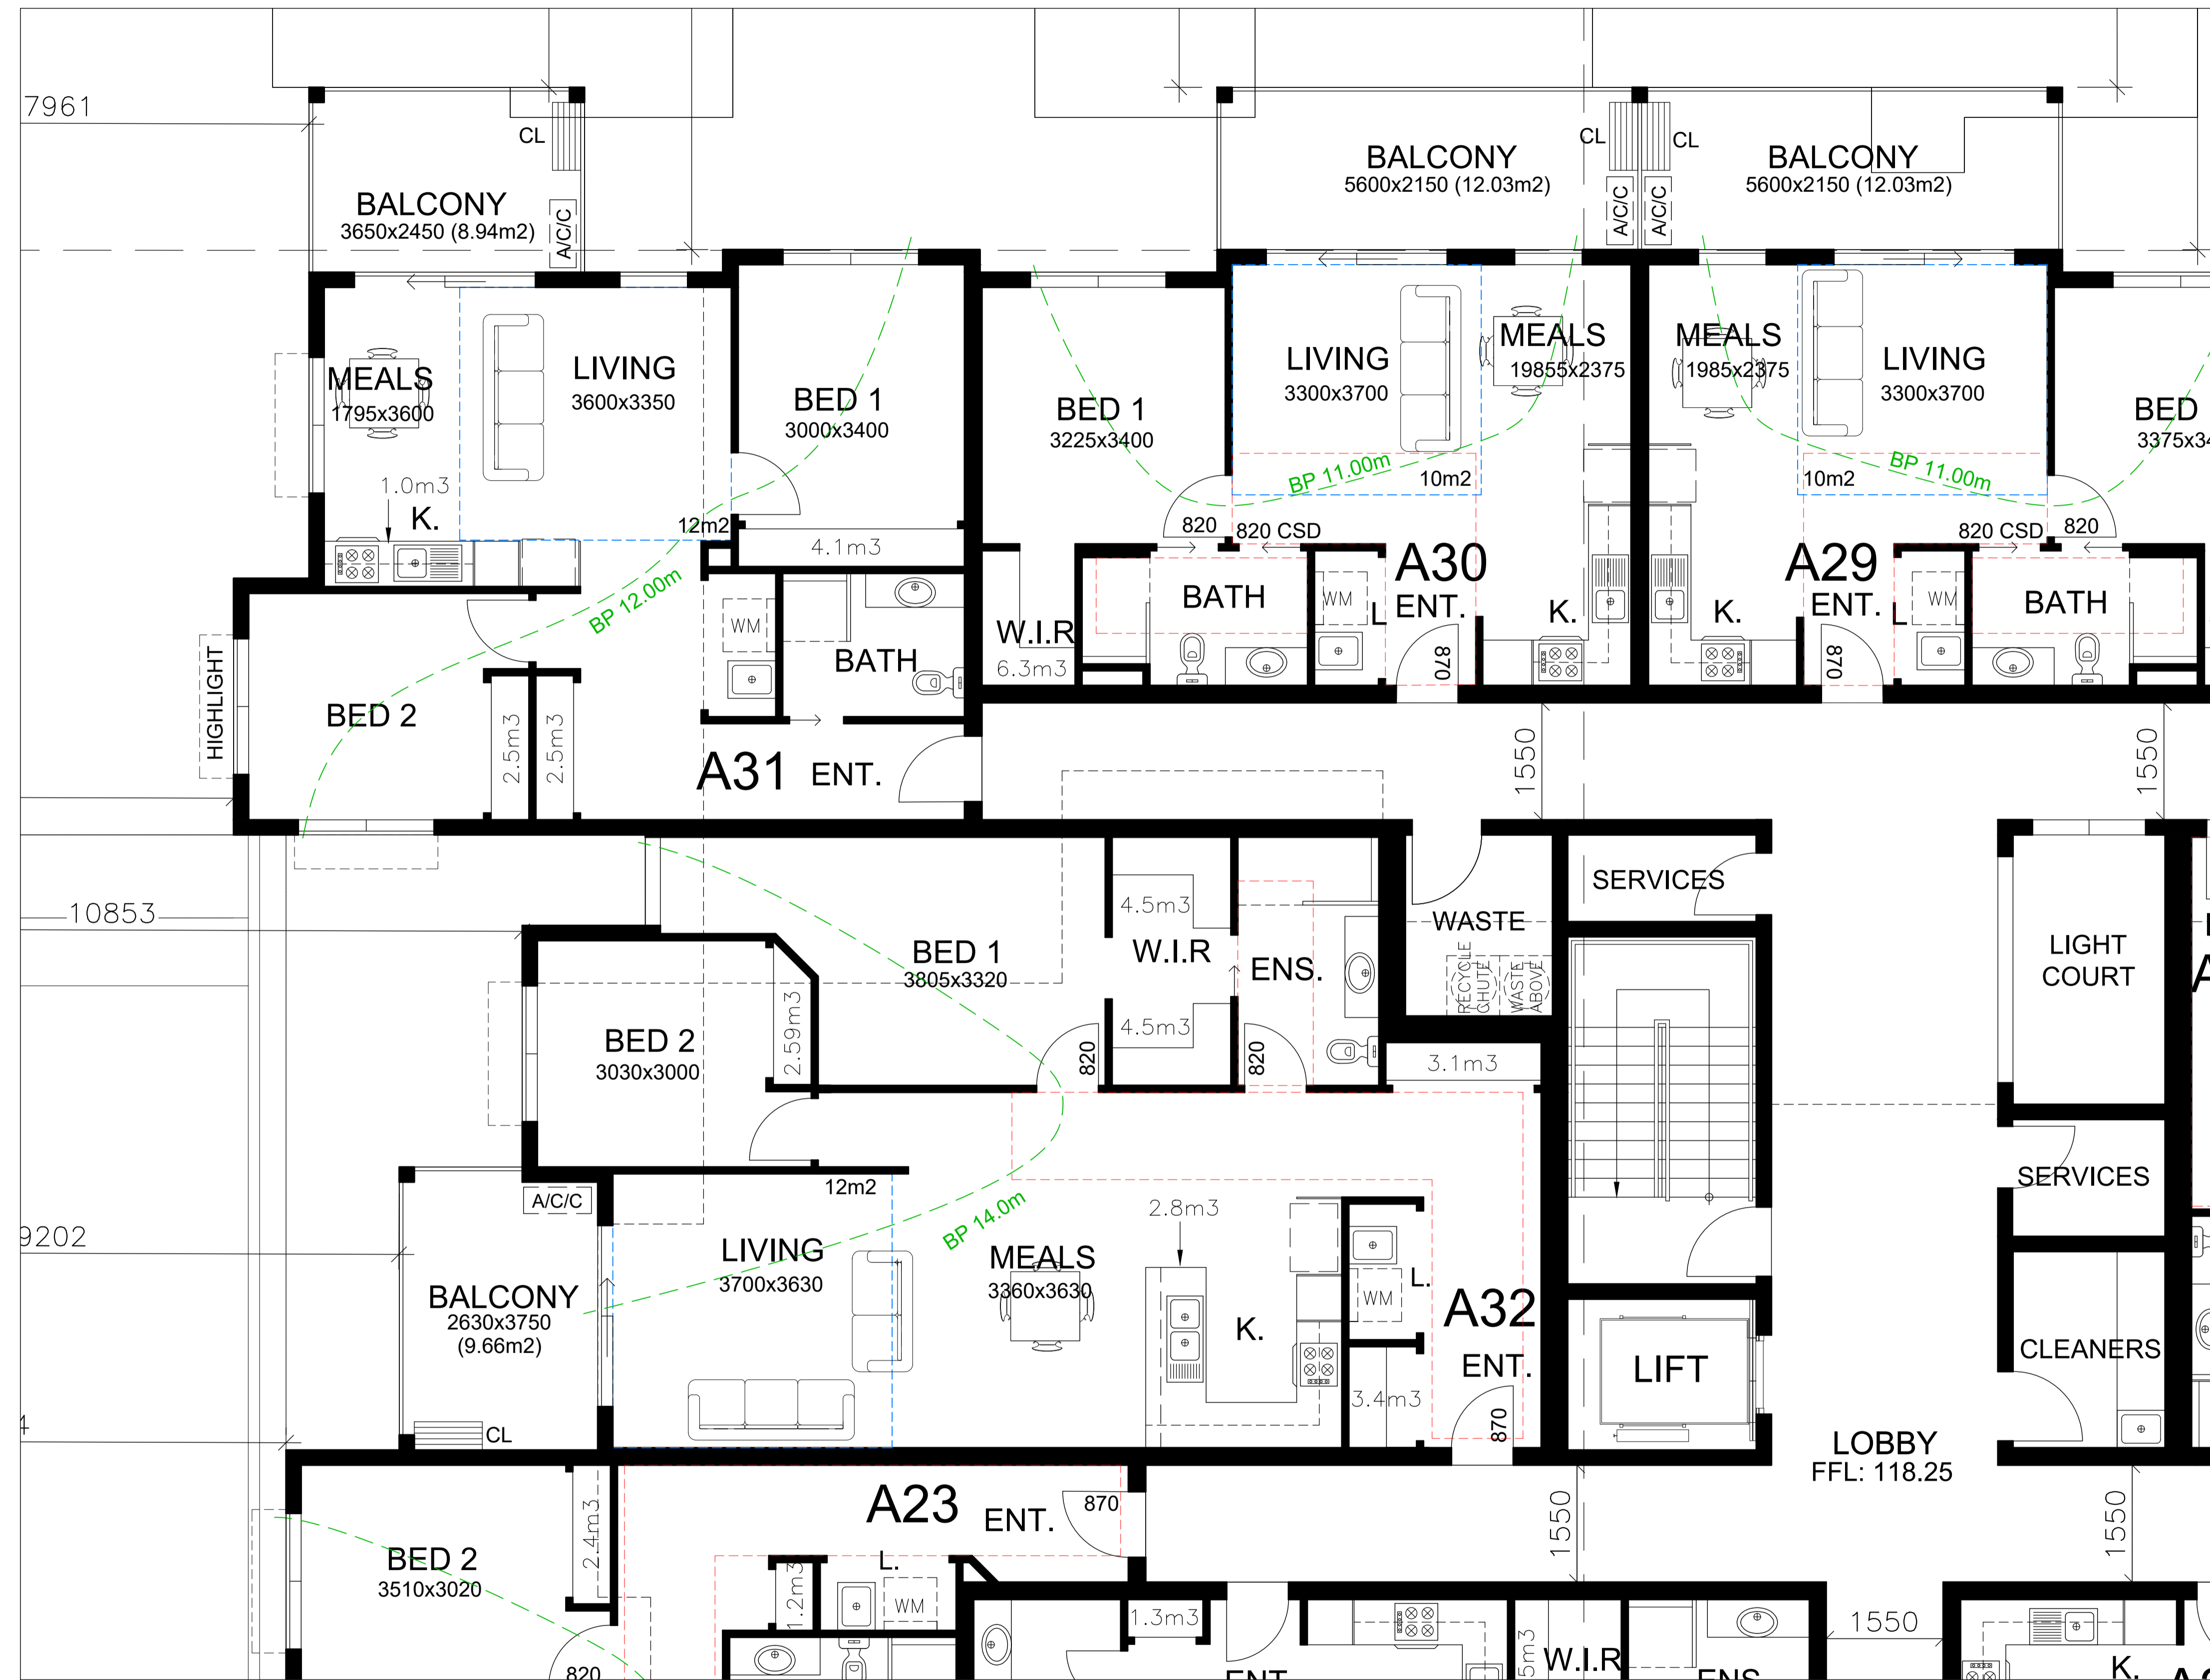 7961
CL
BALCONY
3650x2450 (8.94m2)
A/C/C
BALCONY
5600x2150 (12.03m2)
CL
A/C/C
CL
A/C/C
BALCONY
5600x2150 (12.03m2)
MEALS
1795x3600
LIVING
3600x3350
BED 1
3000x3400
BED 1
3225x3400
LIVING
3300x3700
MEALS
19855x2375
MEALS
1985x2375
LIVING
3300x3700
BED
1.0m3
K.
12m2
4.1m3
BP 12.00m
BP 11.00m
10m2
10m2
BP 11.00m
820
820 CSD
820 CSD
820
A30
ENT.
A29
ENT.
WM
BATH
W.I.R
6.3m3
BATH
WM
L
870
K.
K.
870
L
WM
BATH
HIGHLIGHT
BED 2
2.5m3
2.5m3
A31
ENT.
1550
1550
10853
BED 1
3805x3320
4.5m3
W.I.R
4.5m3
ENS.
WASTE
RECYCLE
CHUTE
WASTE
ABOVE
SERVICES
LIGHT
COURT
BED 2
3030x3000
2.59m3
820
820
3.1m3
SERVICES
12m2
BP 14.0m
9202
A/C/C
BALCONY
2630x3750
(9.66m2)
CL
LIVING
3700x3630
MEALS
3360x3630
2.8m3
K.
L.
WM
3.4m3
A32
ENT.
870
LIFT
CLEANERS
LOBBY
FFL: 118.25
A23
ENT.
870
1550
1550
BED 2
3510x3020
2.4m3
1.2m3
L.
WM
1.3m3
820
ENT
W.I.R
ENS
1550
K.